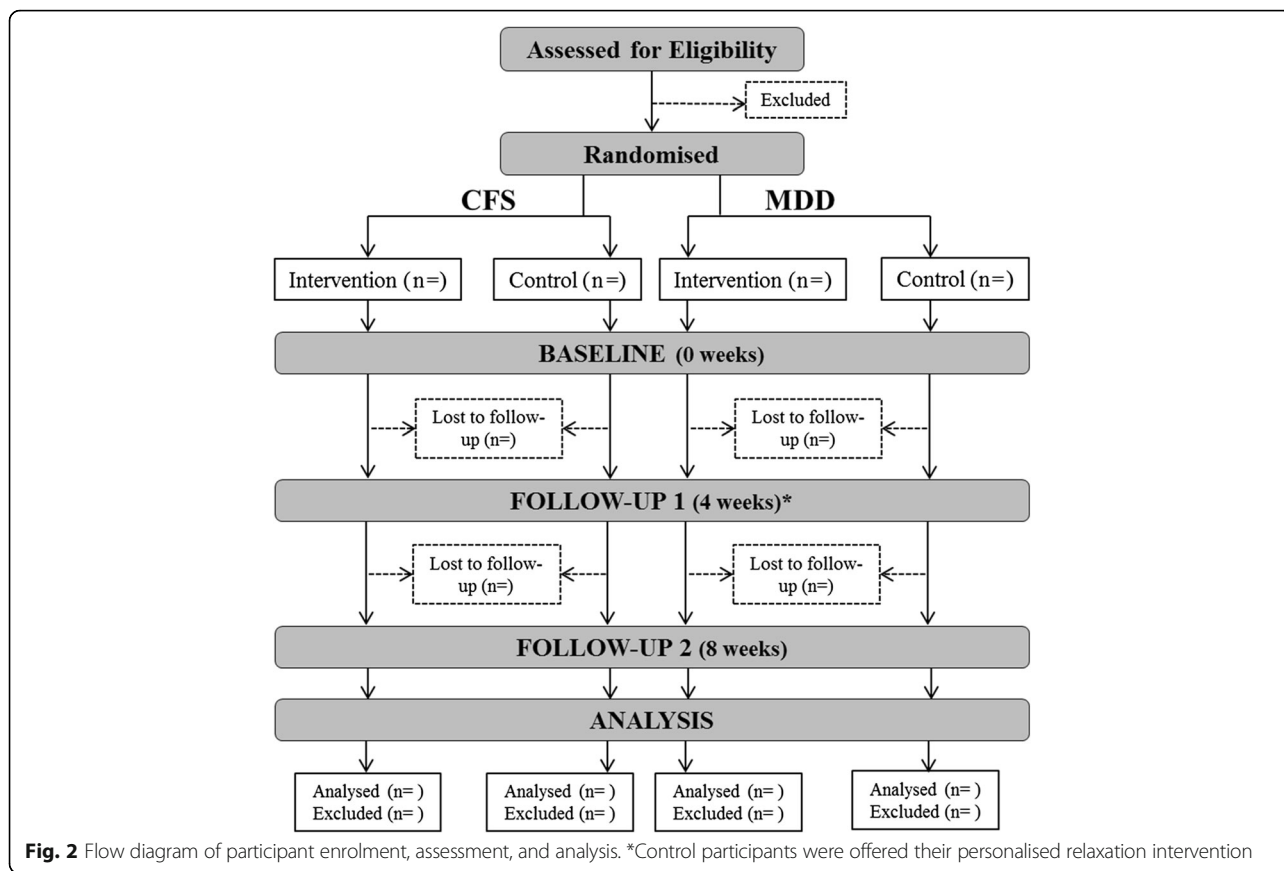 Assessed for Eligibility
Excluded
Randomised
CFS
MDD
Intervention (n=)
Control (n=)
Intervention (n=)
Control (n=)
BASELINE (0 weeks)
Lost to follow-
up (n=)
Lost to follow-
up (n=)
FOLLOW-UP 1 (4 weeks)*
Lost to follow-
up (n=)
Lost to follow-
up (n=)
FOLLOW-UP 2 (8 weeks)
ANALYSIS
Analysed (n= )
Excluded (n= )
Analysed (n= )
Excluded (n= )
Analysed (n= )
Excluded (n= )
Analysed (n= )
Excluded (n= )
Fig. 2 Flow diagram of participant enrolment, assessment, and analysis. *Control participants were offered their personalised relaxation intervention